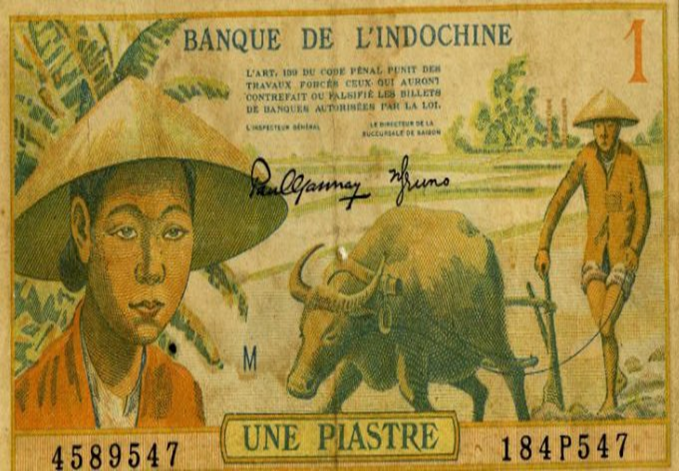 BANQUE DE L'INDOCHINE
1
L'ART. 139 DU CODE PÉNAL PUNIT DES
TRAVAUX FORCÉS CEUX QUI AURONT
CONTREFAIT OU FALSIFIÉ LES BILLETS
DE BANQUES AUTORISÉES PAR LA LOI.
L'INSPECTEUR GÉNÉRAL
LE DIRECTEUR DE LA
SUCCURSALE DE SAIGON
M
UNE PIASTRE
4589547
184P547